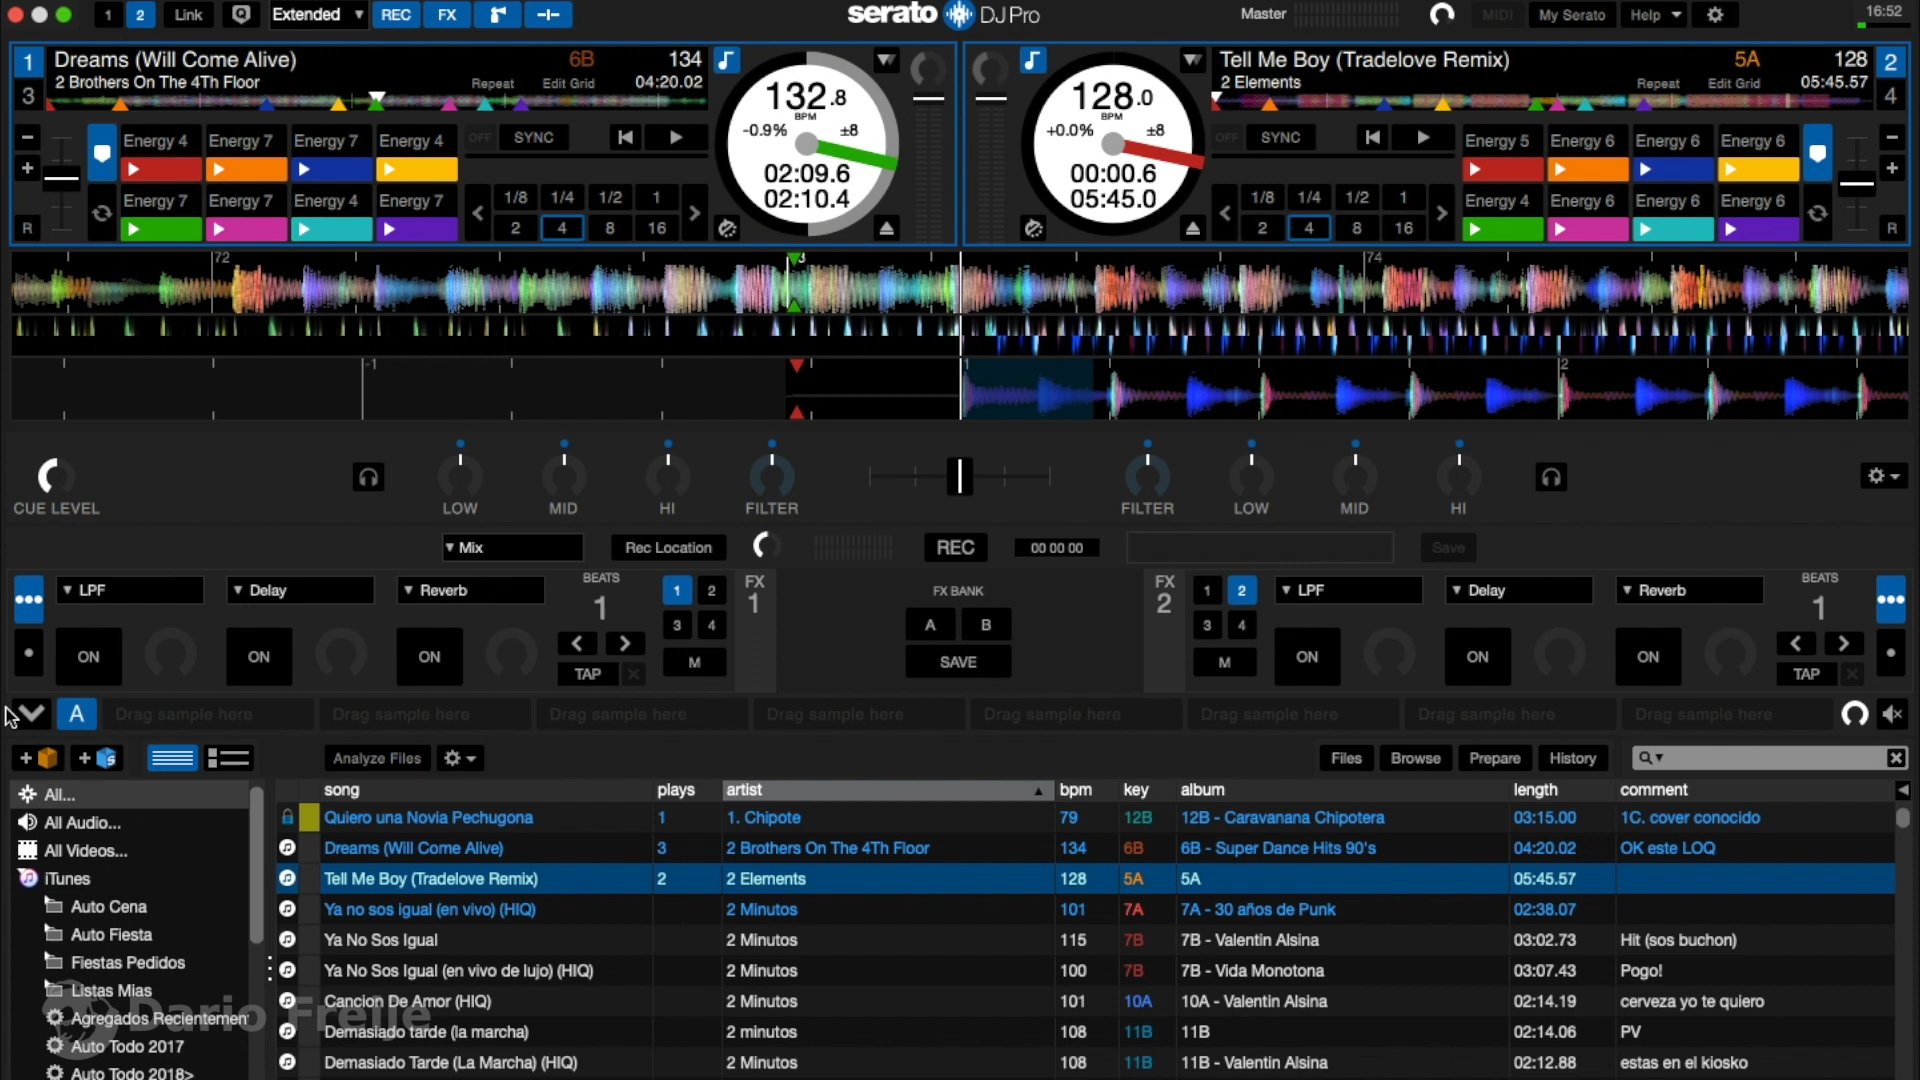 1 2 Link Extended REC FX serato DJ Pro Master MIDI My Serato Help 16:52
1 Dreams (Will Come Alive) 6B 134
2 Brothers On The 4Th Floor Repeat Edit Grid 04:20.02
3
132.8
BPM
-0.9% ±8
02:09.6
02:10.4
Tell Me Boy (Tradelove Remix) 5A 128 2
2 Elements Repeat Edit Grid 05:45.57
4
128.0
BPM
+0.0% ±8
00:00.6
05:45.0
Energy 4 Energy 7 Energy 7 Energy 4 OFF SYNC
Energy 7 Energy 7 Energy 4 Energy 7
1/8 1/4 1/2 1
2 4 8 16
R
OFF SYNC Energy 5 Energy 6 Energy 6 Energy 6
1/8 1/4 1/2 1 Energy 4 Energy 6 Energy 6 Energy 6
2 4 8 16
R
72 74
-1 1 2
CUE LEVEL LOW MID HI FILTER FILTER LOW MID HI
Mix Rec Location REC 00 00 00 Save
LPF Delay Reverb BEATS 1 1 2 FX 1 FX BANK FX 2 1 2 LPF Delay Reverb BEATS 1
3 4 A B 3 4
ON ON ON TAP M SAVE M ON ON ON TAP
A Drag sample here Drag sample here Drag sample here Drag sample here Drag sample here Drag sample here Drag sample here Drag sample here
Analyze Files Files Browse Prepare History
song plays artist bpm key album length comment
Quiero una Novia Pechugona 1 1. Chipote 79 12B 12B - Caravanana Chipotera 03:15.00 1C. cover conocido
Dreams (Will Come Alive) 3 2 Brothers On The 4Th Floor 134 6B 6B - Super Dance Hits 90's 04:20.02 OK este LOQ
Tell Me Boy (Tradelove Remix) 2 2 Elements 128 5A 5A 05:45.57
Ya no sos igual (en vivo) (HIQ) 2 Minutos 101 7A 7A - 30 años de Punk 02:38.07
Ya No Sos Igual 2 Minutos 115 7B 7B - Valentin Alsina 03:02.73 Hit (sos buchon)
Ya No Sos Igual (en vivo de lujo) (HIQ) 2 Minutos 100 7B 7B - Vida Monotona 03:07.43 Pogo!
Cancion De Amor (HIQ) 2 Minutos 101 10A 10A - Valentin Alsina 02:14.19 cerveza yo te quiero
Demasiado tarde (la marcha) 2 minutos 108 11B 11B 02:14.06 PV
Demasiado Tarde (La Marcha) (HIQ) 2 Minutos 108 11B 11B - Valentin Alsina 02:12.88 estas en el kiosko
All...
All Audio...
All Videos...
iTunes
Auto Cena
Auto Fiesta
Fiestas Pedidos
Listas Mias
Agregados Recientement
Auto Todo 2017
Auto Todo 2018>
Dario Freije